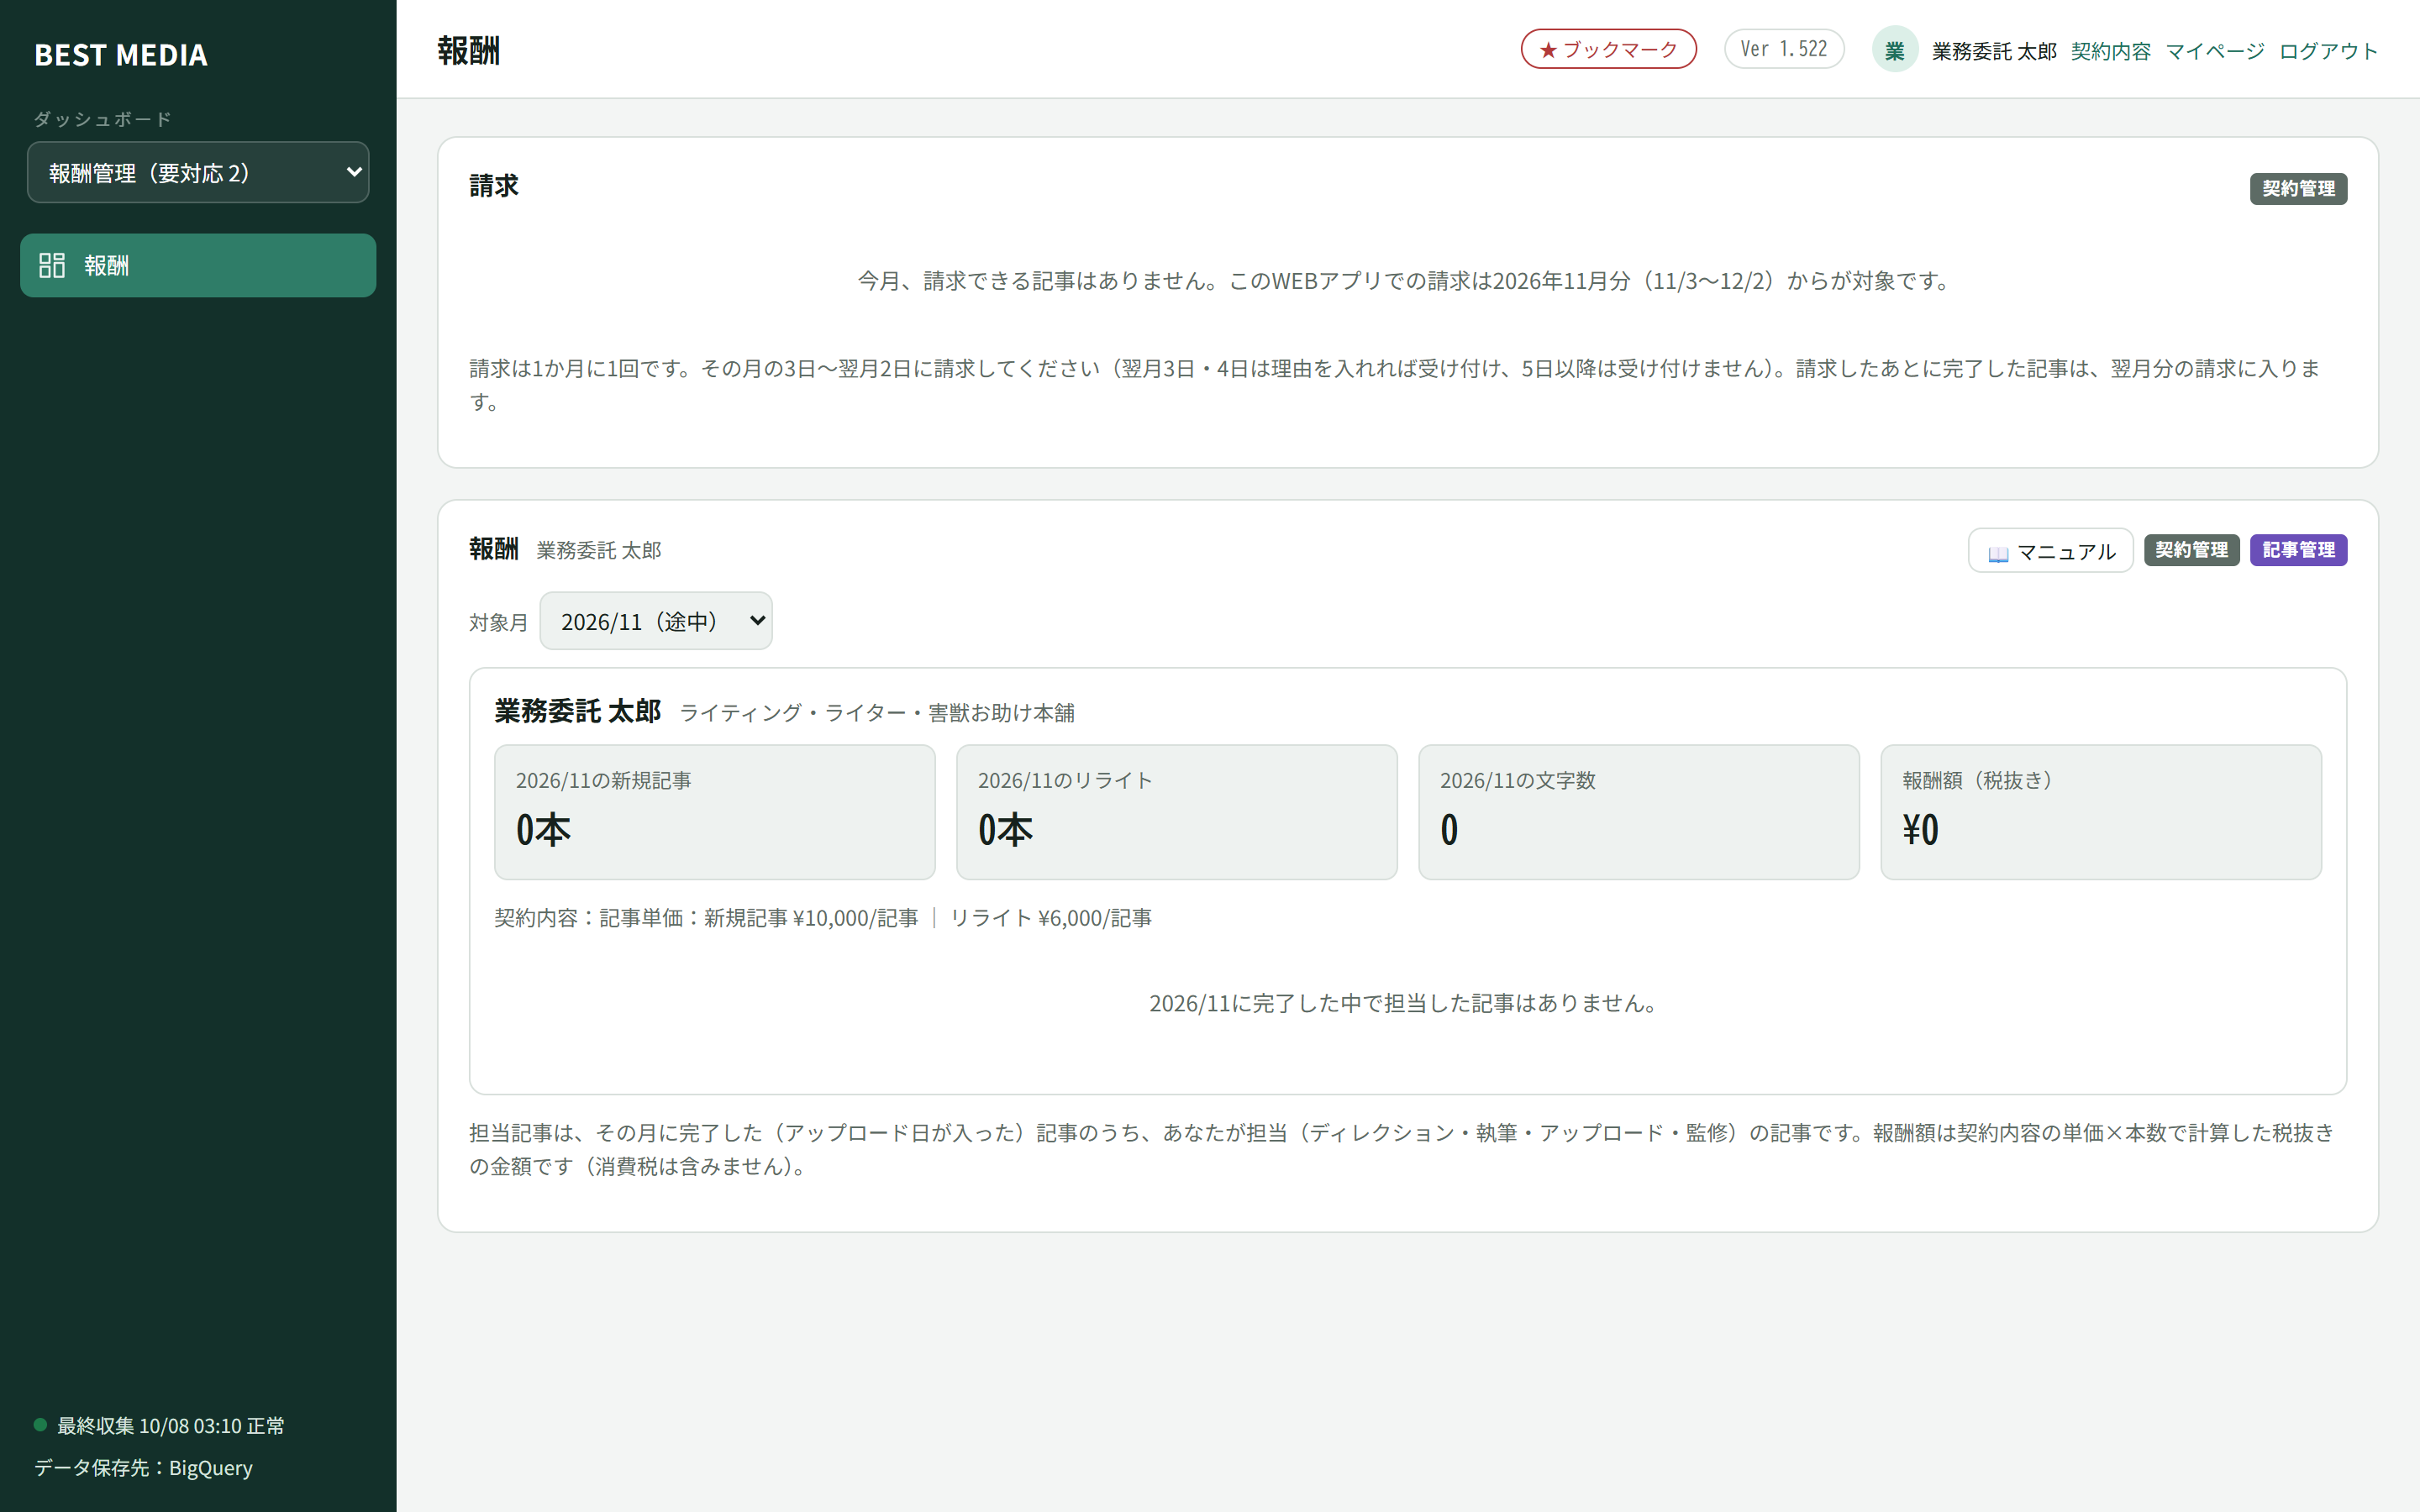 BEST MEDIA
ダッシュボード
報酬管理（要対応 2）
報酬
最終収集 10/08 03:10 正常
データ保存先：BigQuery
報酬
★ ブックマーク
Ver 1.522
業
業務委託 太郎
契約内容
マイページ
ログアウト
請求
契約管理
今月、請求できる記事はありません。このWEBアプリでの請求は2026年11月分（11/3〜12/2）からが対象です。
請求は1か月に1回です。その月の3日〜翌月2日に請求してください（翌月3日・4日は理由を入れれば受け付け、5日以降は受け付けません）。請求したあとに完了した記事は、翌月分の請求に入りま
す。
報酬 業務委託 太郎
マニュアル
契約管理
記事管理
対象月
2026/11（途中）
業務委託 太郎 ライティング・ライター・害獣お助け本舗
2026/11の新規記事
0本
2026/11のリライト
0本
2026/11の文字数
0
報酬額（税抜き）
¥0
契約内容：記事単価：新規記事 ¥10,000/記事 ｜ リライト ¥6,000/記事
2026/11に完了した中で担当した記事はありません。
担当記事は、その月に完了した（アップロード日が入った）記事のうち、あなたが担当（ディレクション・執筆・アップロード・監修）の記事です。報酬額は契約内容の単価×本数で計算した税抜き
の金額です（消費税は含みません）。